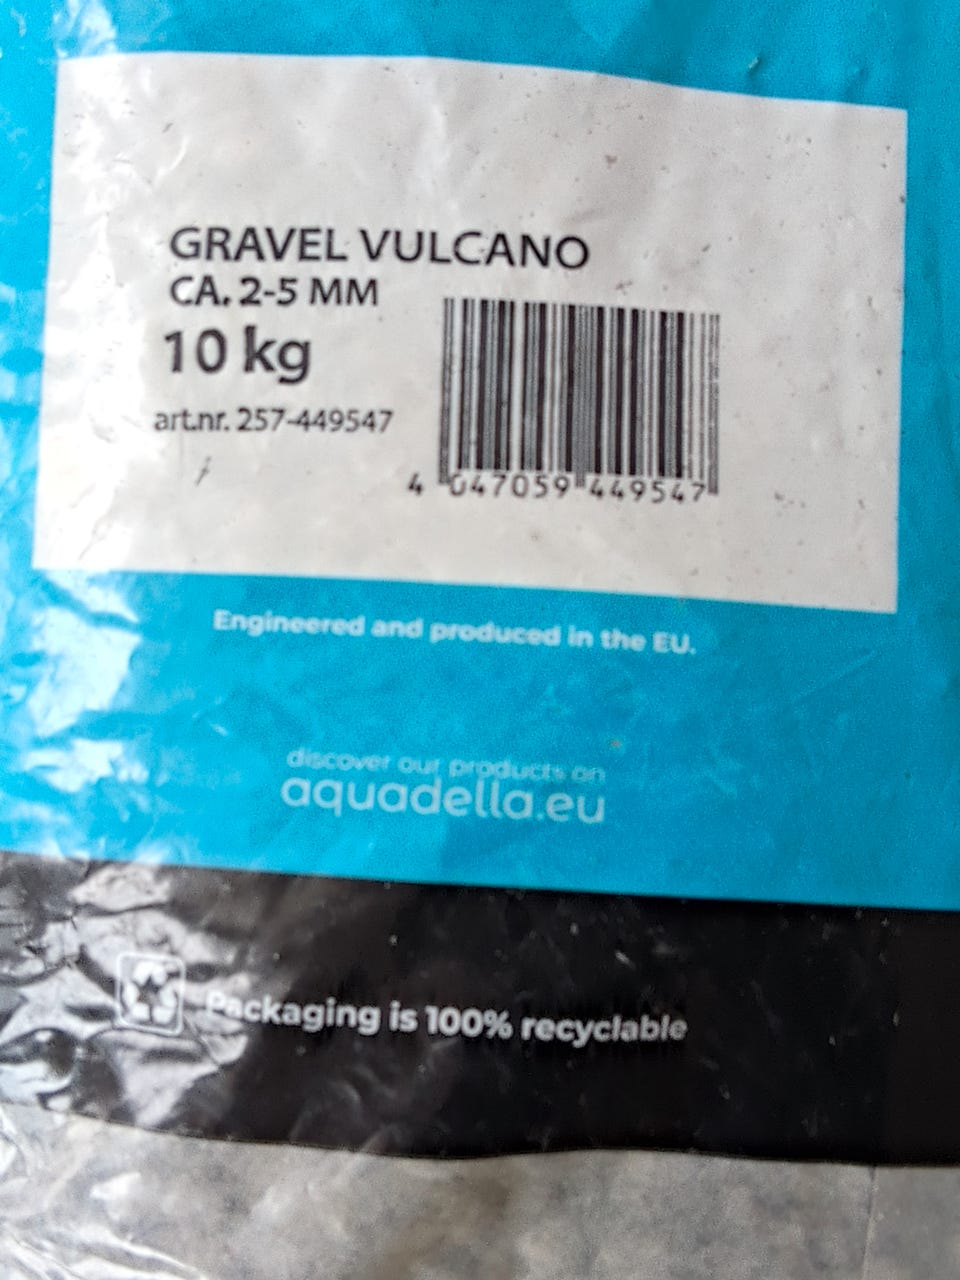 GRAVEL VULCANO
CA. 2-5 MM
10 kg
art.nr. 257-449547
4 047059 449547
Engineered and produced in the EU.
discover our products on
aquadella.eu
Packaging is 100% recyclable